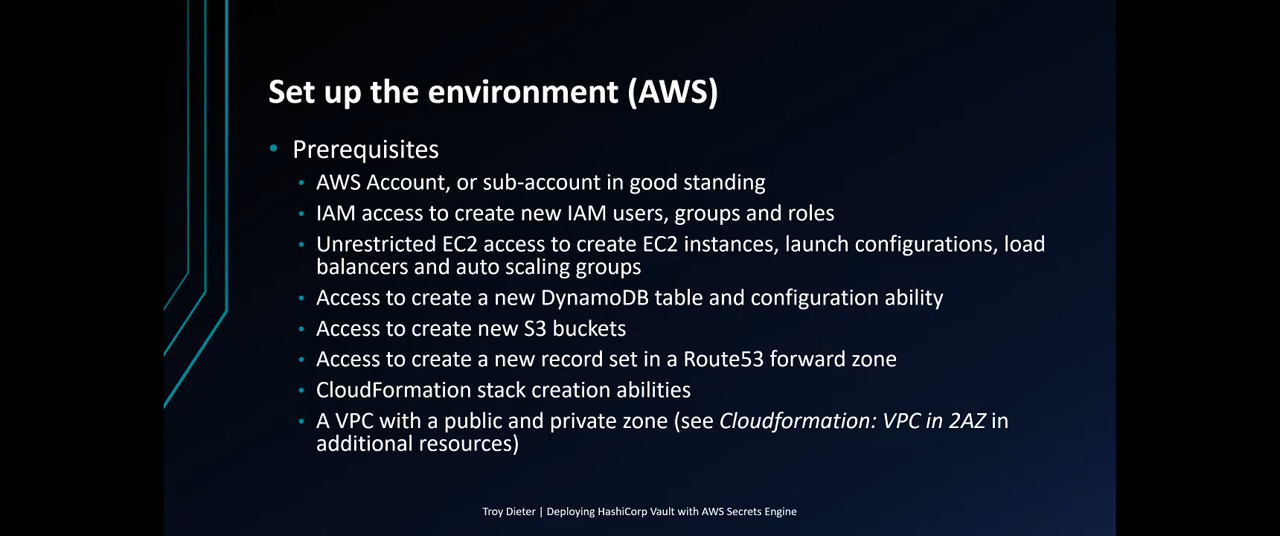 Set up the environment (AWS)
• Prerequisites
• AWS Account, or sub-account in good standing
• IAM access to create new IAM users, groups and roles
• Unrestricted EC2 access to create EC2 instances, launch configurations, load
balancers and auto scaling groups
• Access to create a new DynamoDB table and configuration ability
• Access to create new S3 buckets
• Access to create a new record set in a Route53 forward zone
• CloudFormation stack creation abilities
• A VPC with a public and private zone (see Cloudformation: VPC in 2AZ in
additional resources)
Troy Dieter | Deploying HashiCorp Vault with AWS Secrets Engine